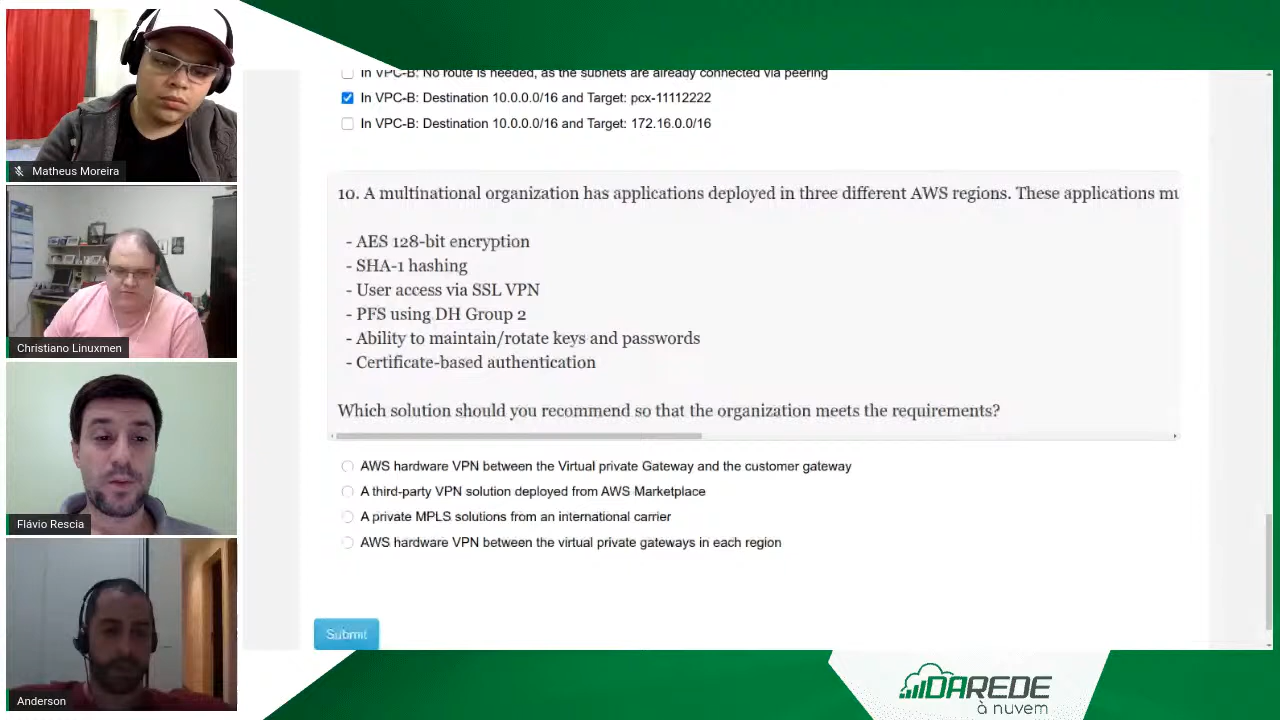 Matheus Moreira
Christiano Linuxmen
Flávio Rescia
Anderson
In VPC-B: No route is needed, as the subnets are already connected via peering
In VPC-B: Destination 10.0.0.0/16 and Target: pcx-11112222
In VPC-B: Destination 10.0.0.0/16 and Target: 172.16.0.0/16
10. A multinational organization has applications deployed in three different AWS regions. These applications mu
- AES 128-bit encryption
- SHA-1 hashing
- User access via SSL VPN
- PFS using DH Group 2
- Ability to maintain/rotate keys and passwords
- Certificate-based authentication
Which solution should you recommend so that the organization meets the requirements?
AWS hardware VPN between the Virtual private Gateway and the customer gateway
A third-party VPN solution deployed from AWS Marketplace
A private MPLS solutions from an international carrier
AWS hardware VPN between the virtual private gateways in each region
Submit
DAREDE
à nuvem